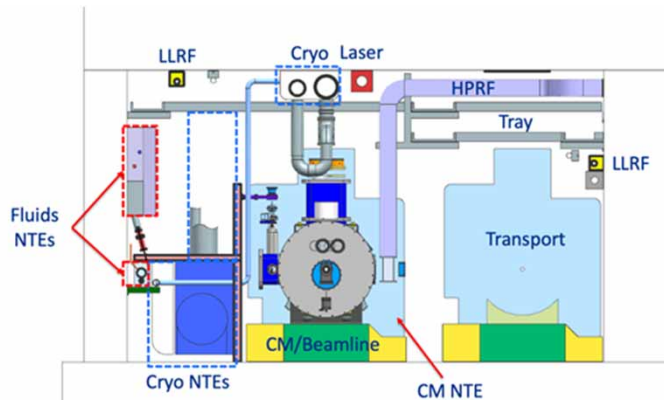 LLRF
Cryo
Laser
HPRF
Tray
LLRF
Fluids
NTEs
Transport
CM/Beamline
Cryo NTEs
CM NTE